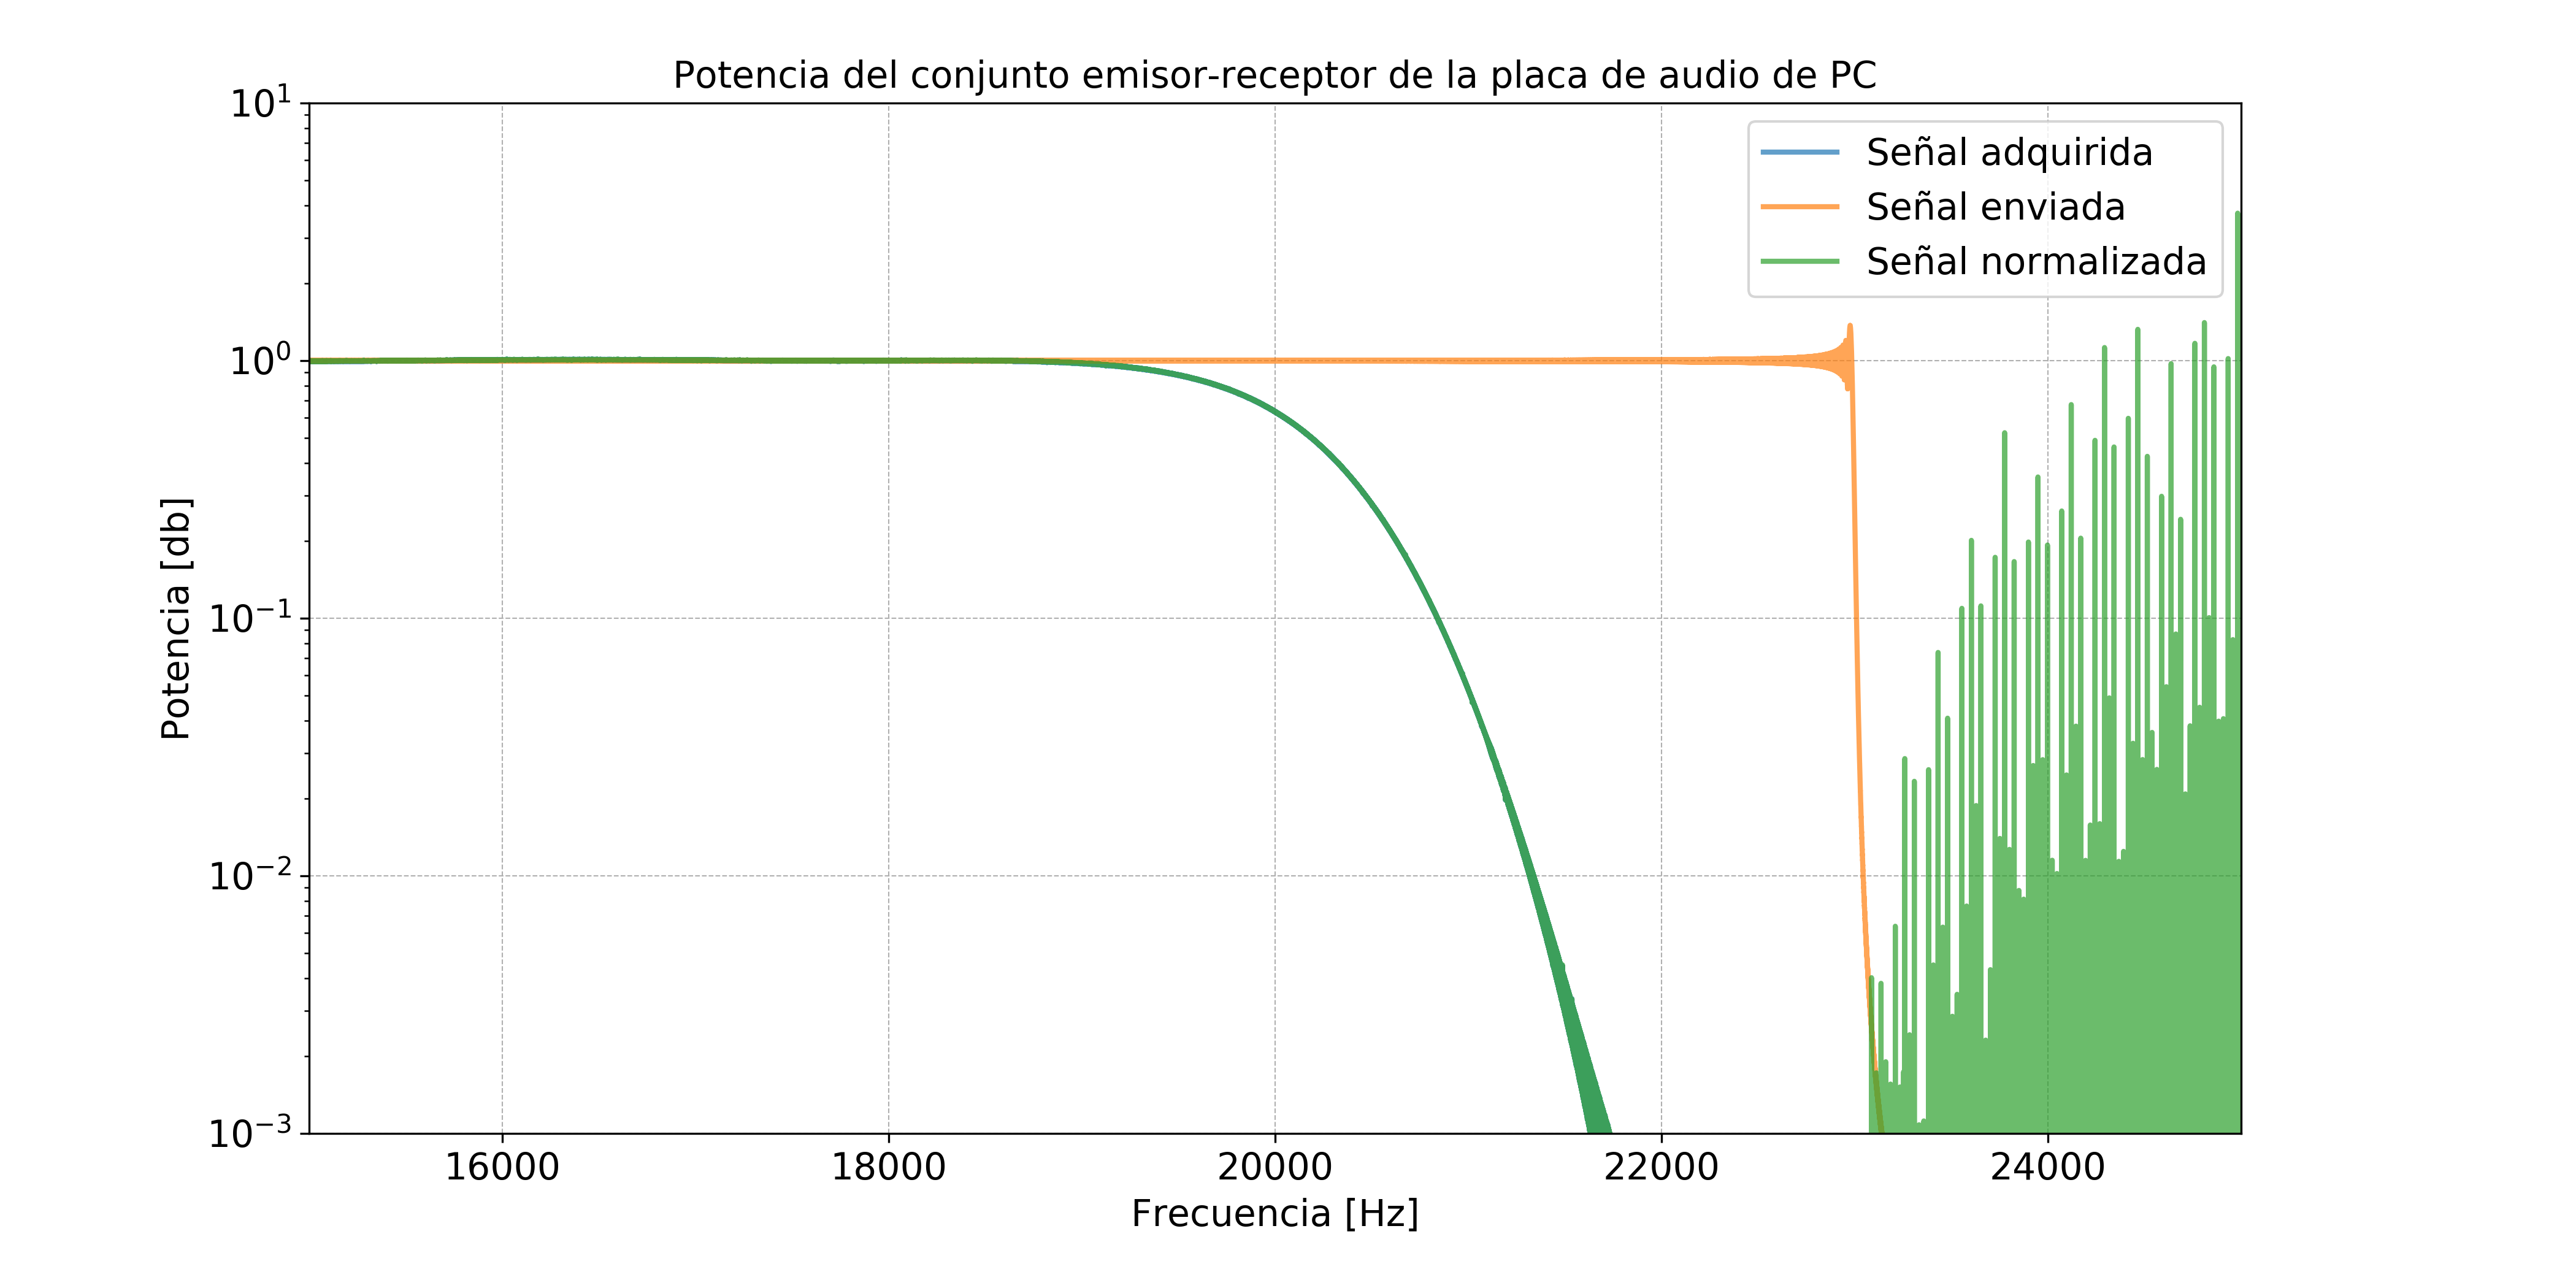 Potencia del conjunto emisor-receptor de la placa de audio de PC
10¹
10⁰
10⁻¹
10⁻²
10⁻³
Potencia [db]
Señal adquirida
Señal enviada
Señal normalizada
16000 18000 20000 22000 24000
Frecuencia [Hz]